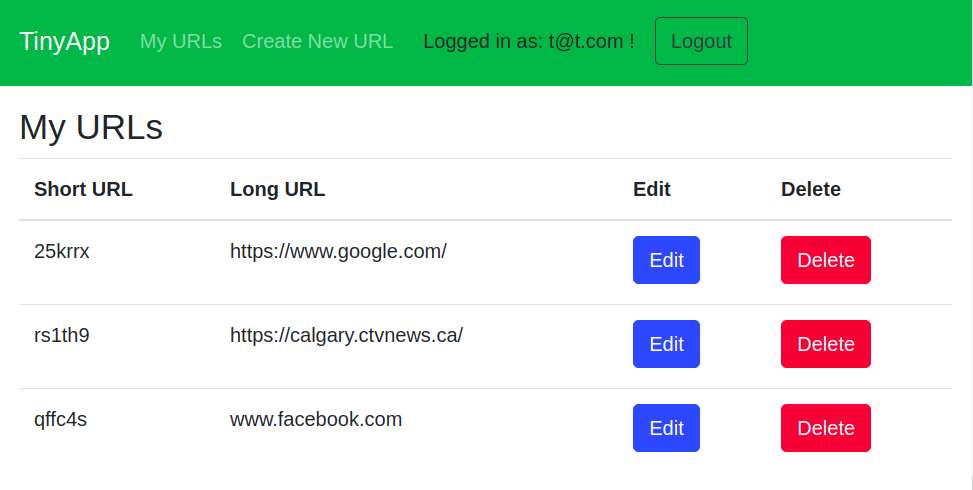 TinyApp My URLs Create New URL Logged in as: t@t.com ! Logout
My URLs
Short URL Long URL Edit Delete
25krrx https://www.google.com/ Edit Delete
rs1th9 https://calgary.ctvnews.ca/ Edit Delete
qffc4s www.facebook.com Edit Delete